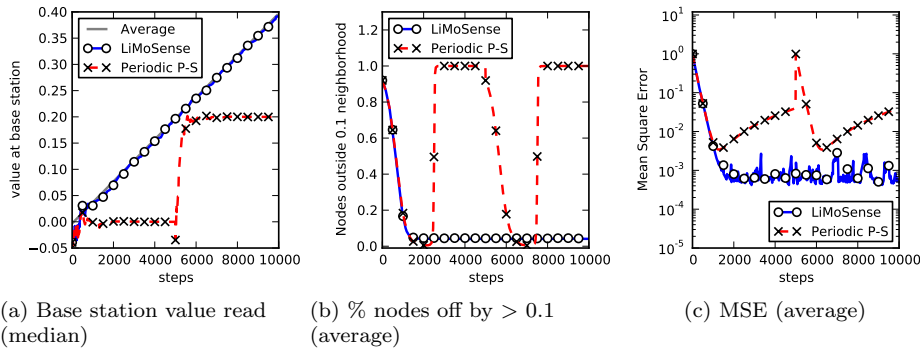 0.40
0.35
0.30
0.25
0.20
0.15
0.10
0.05
0.00
−0.05
0 2000 4000 6000 8000 10000
value at base station
steps
Average
LiMoSense
Periodic P-S
1.2
1.0
0.8
0.6
0.4
0.2
0.0
0 2000 4000 6000 8000 10000
Nodes outside 0.1 neighborhood
steps
LiMoSense
Periodic P-S
10^1
10^0
10^-1
10^-2
10^-3
10^-4
10^-5
0 2000 4000 6000 8000 10000
Mean Square Error
steps
LiMoSense
Periodic P-S
(a) Base station value read
(median)
(b) % nodes off by > 0.1
(average)
(c) MSE (average)